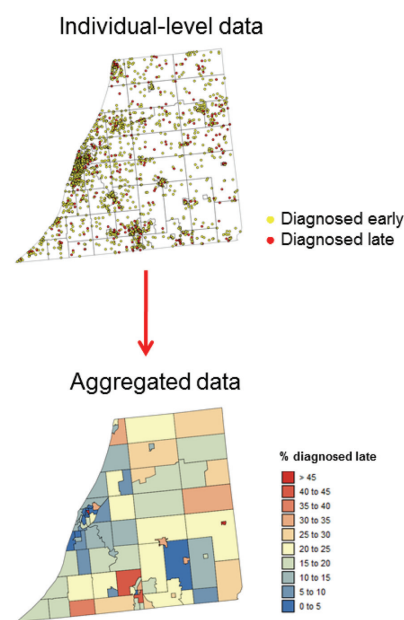 Individual-level data
Diagnosed early
Diagnosed late
Aggregated data
% diagnosed late
> 45
40 to 45
35 to 40
30 to 35
25 to 30
20 to 25
15 to 20
10 to 15
5 to 10
0 to 5